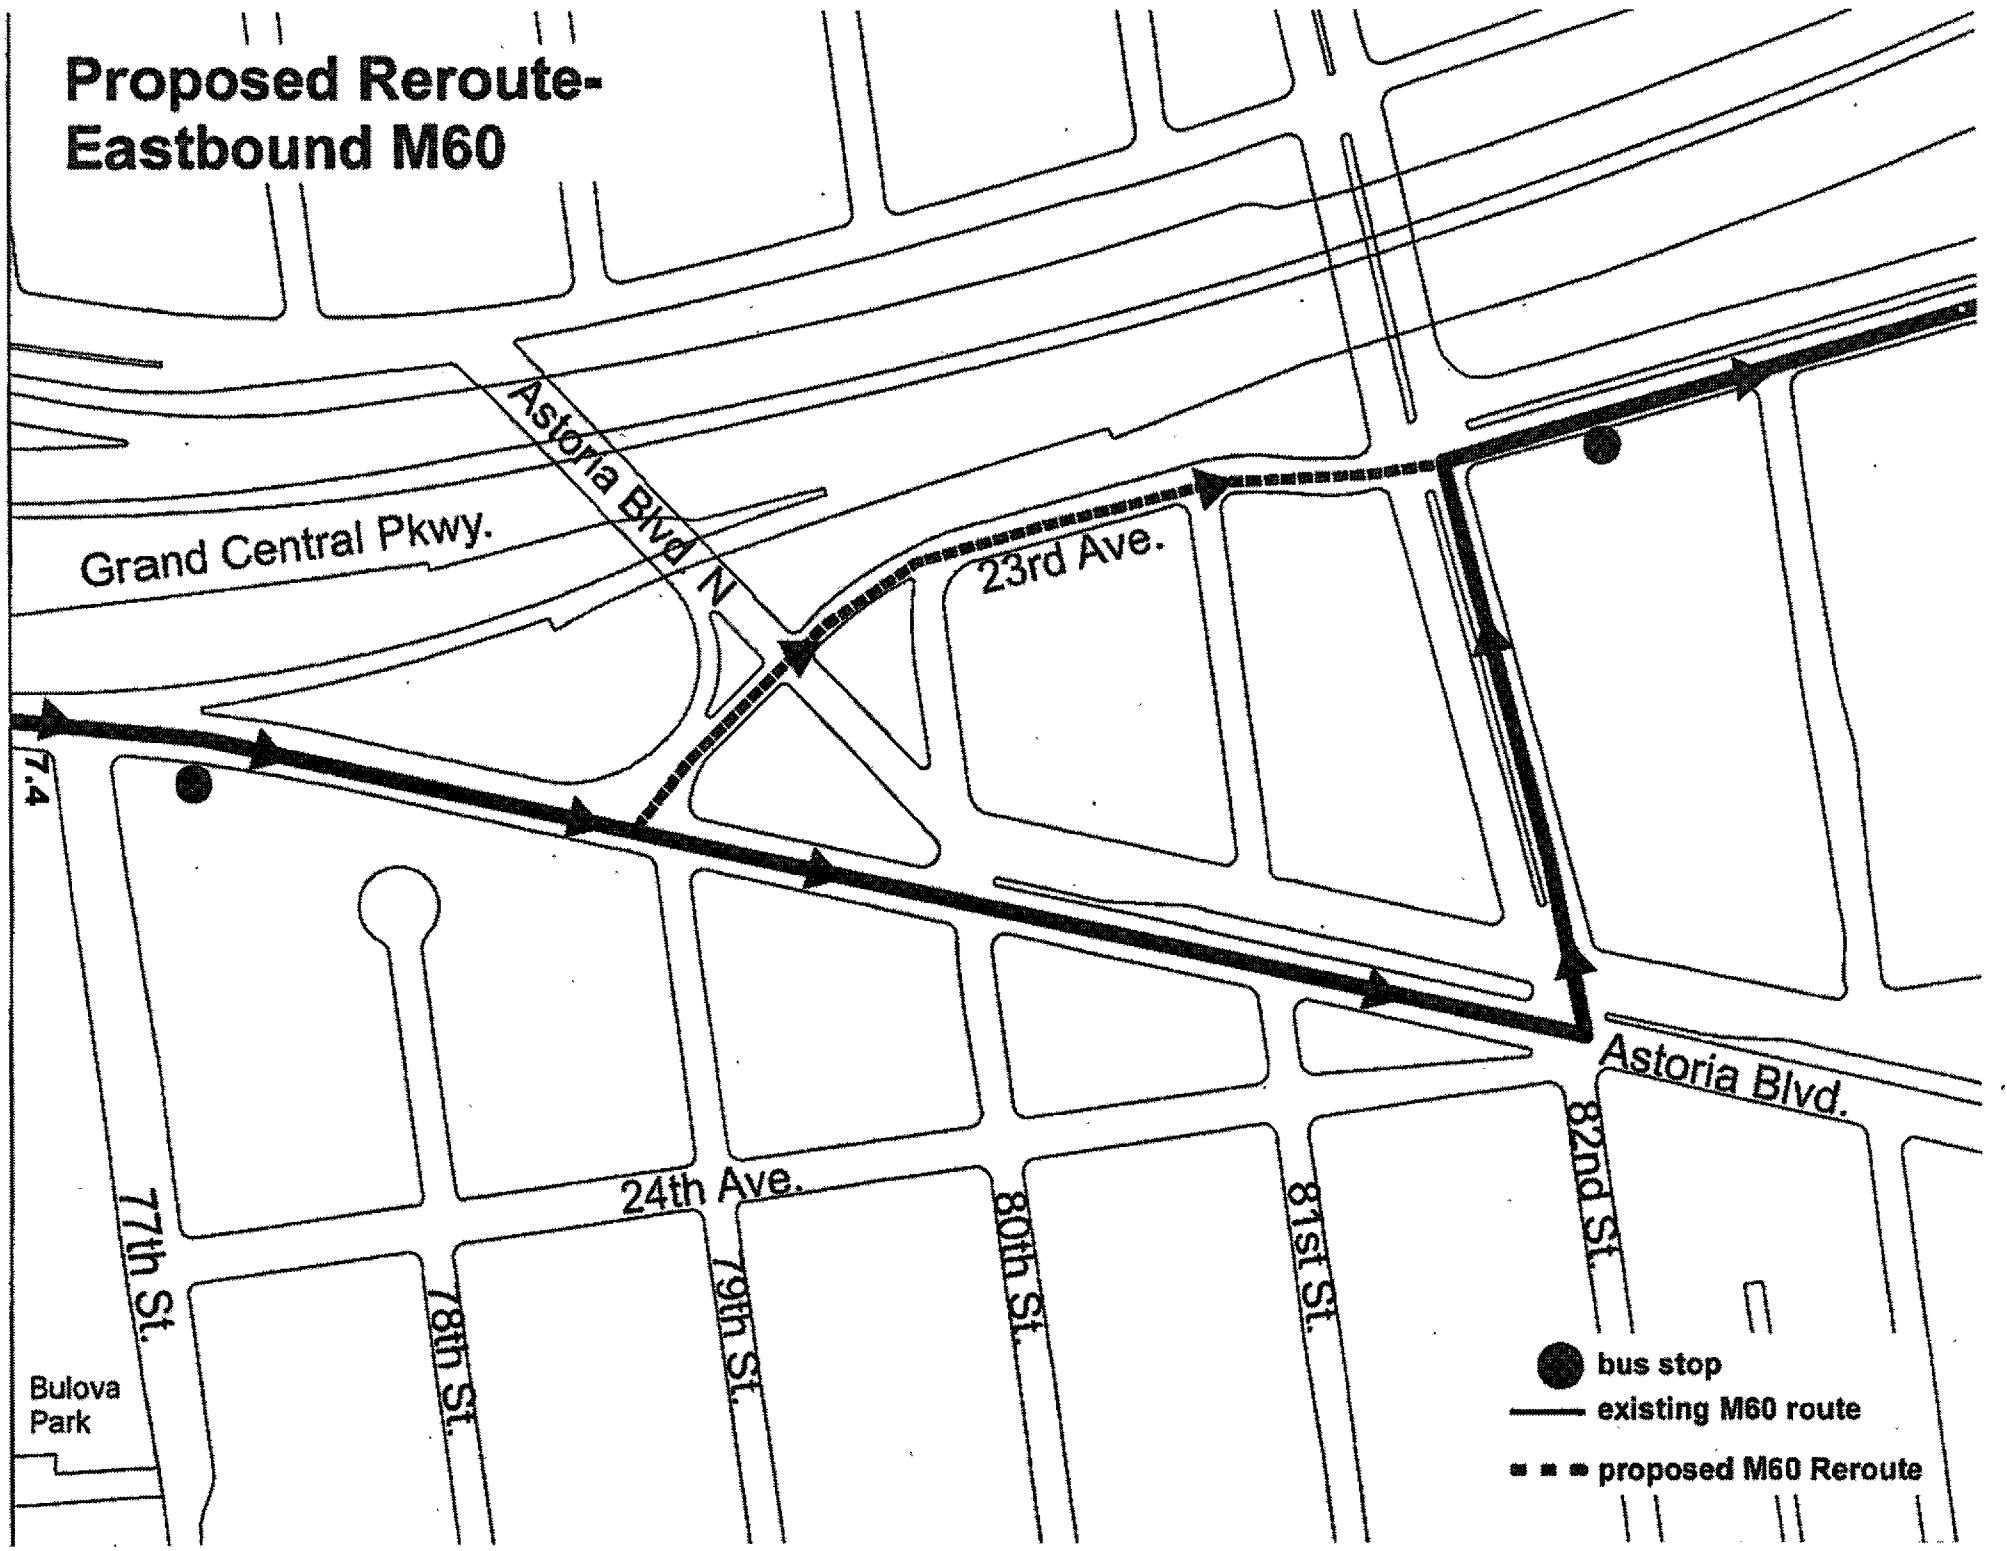 Proposed Reroute-
Eastbound M60
Astoria Blvd N
Grand Central Pkwy.
23rd Ave.
7.4
Astoria Blvd.
24th Ave.
77th St.
78th St.
79th St.
80th St.
81st St.
82nd St.
Bulova
Park
bus stop
existing M60 route
proposed M60 Reroute